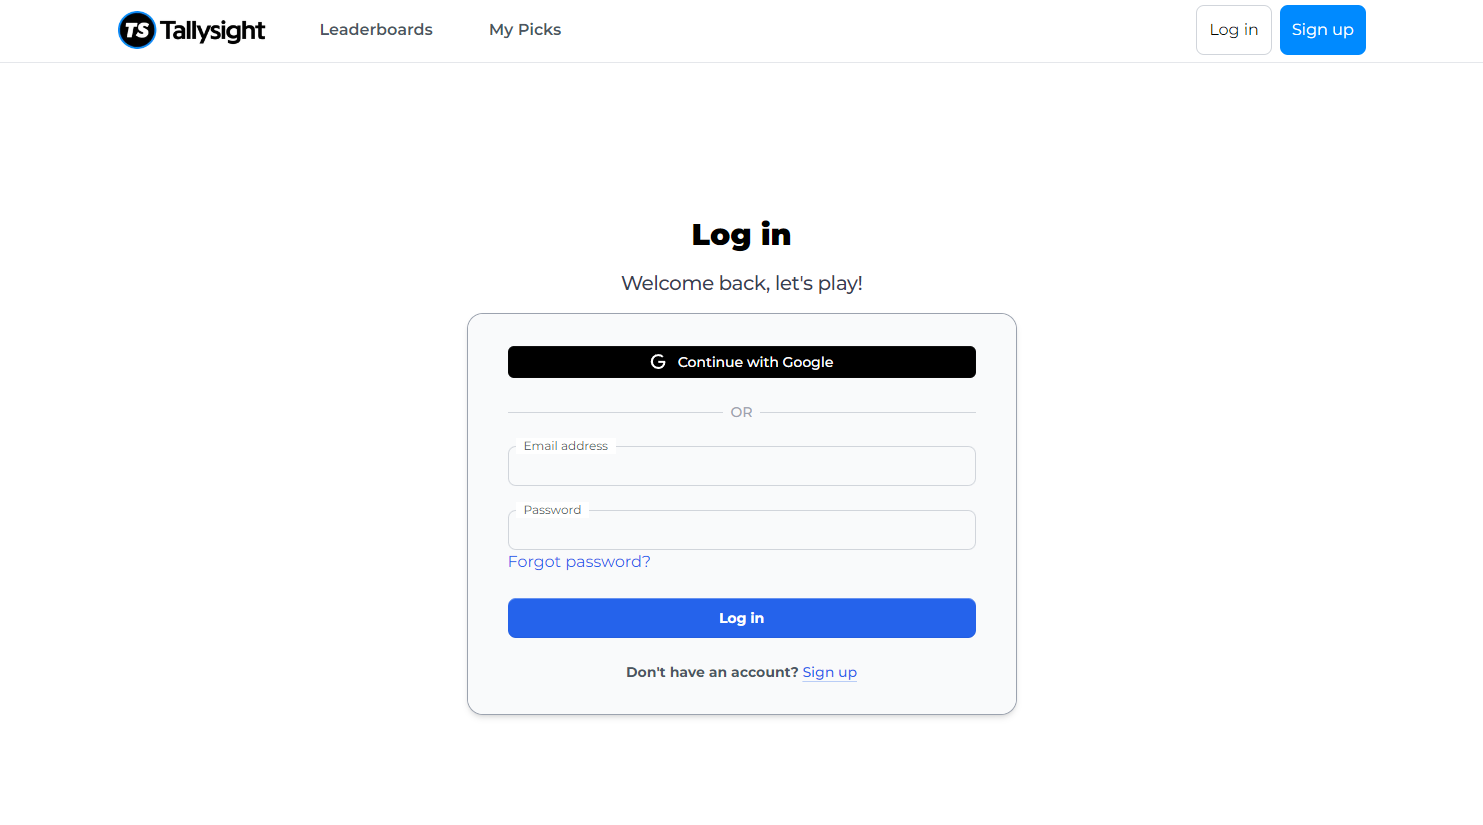 TS Tallysight
Leaderboards
My Picks
Log in
Sign up
Log in
Welcome back, let's play!
G Continue with Google
OR
Email address
Password
Forgot password?
Log in
Don't have an account? Sign up